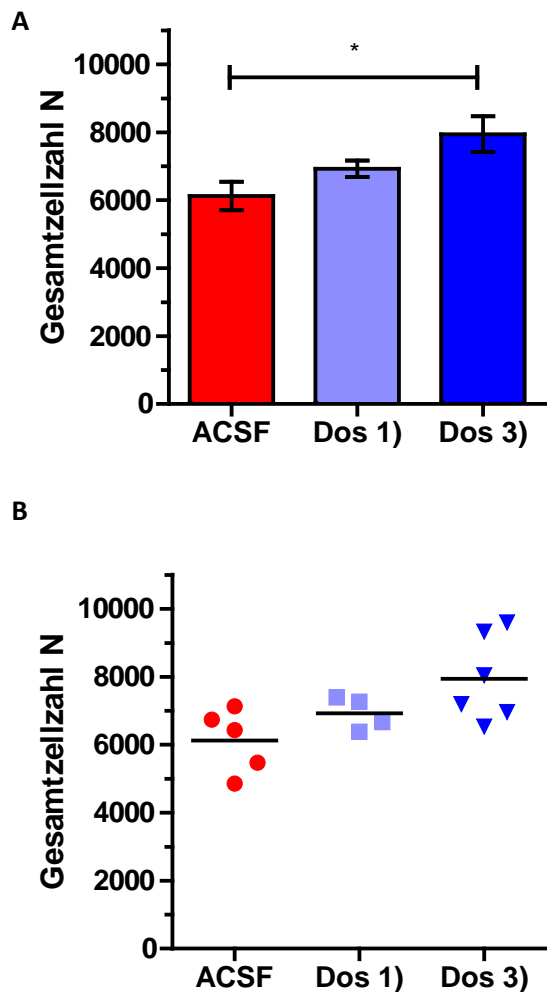 A
*
Gesamtzellzahl N
10000
8000
6000
4000
2000
0
ACSF Dos 1) Dos 3)
B
Gesamtzellzahl N
10000
8000
6000
4000
2000
0
ACSF Dos 1) Dos 3)